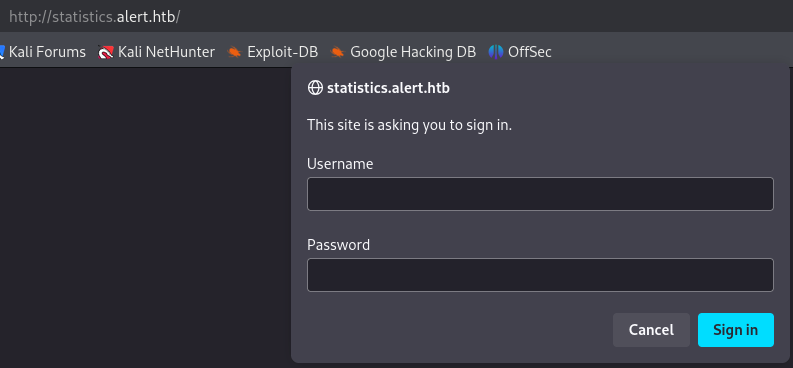 http://statistics.alert.htb/
Kali Forums Kali NetHunter Exploit-DB Google Hacking DB OffSec
statistics.alert.htb
This site is asking you to sign in.
Username
Password
Cancel Sign in